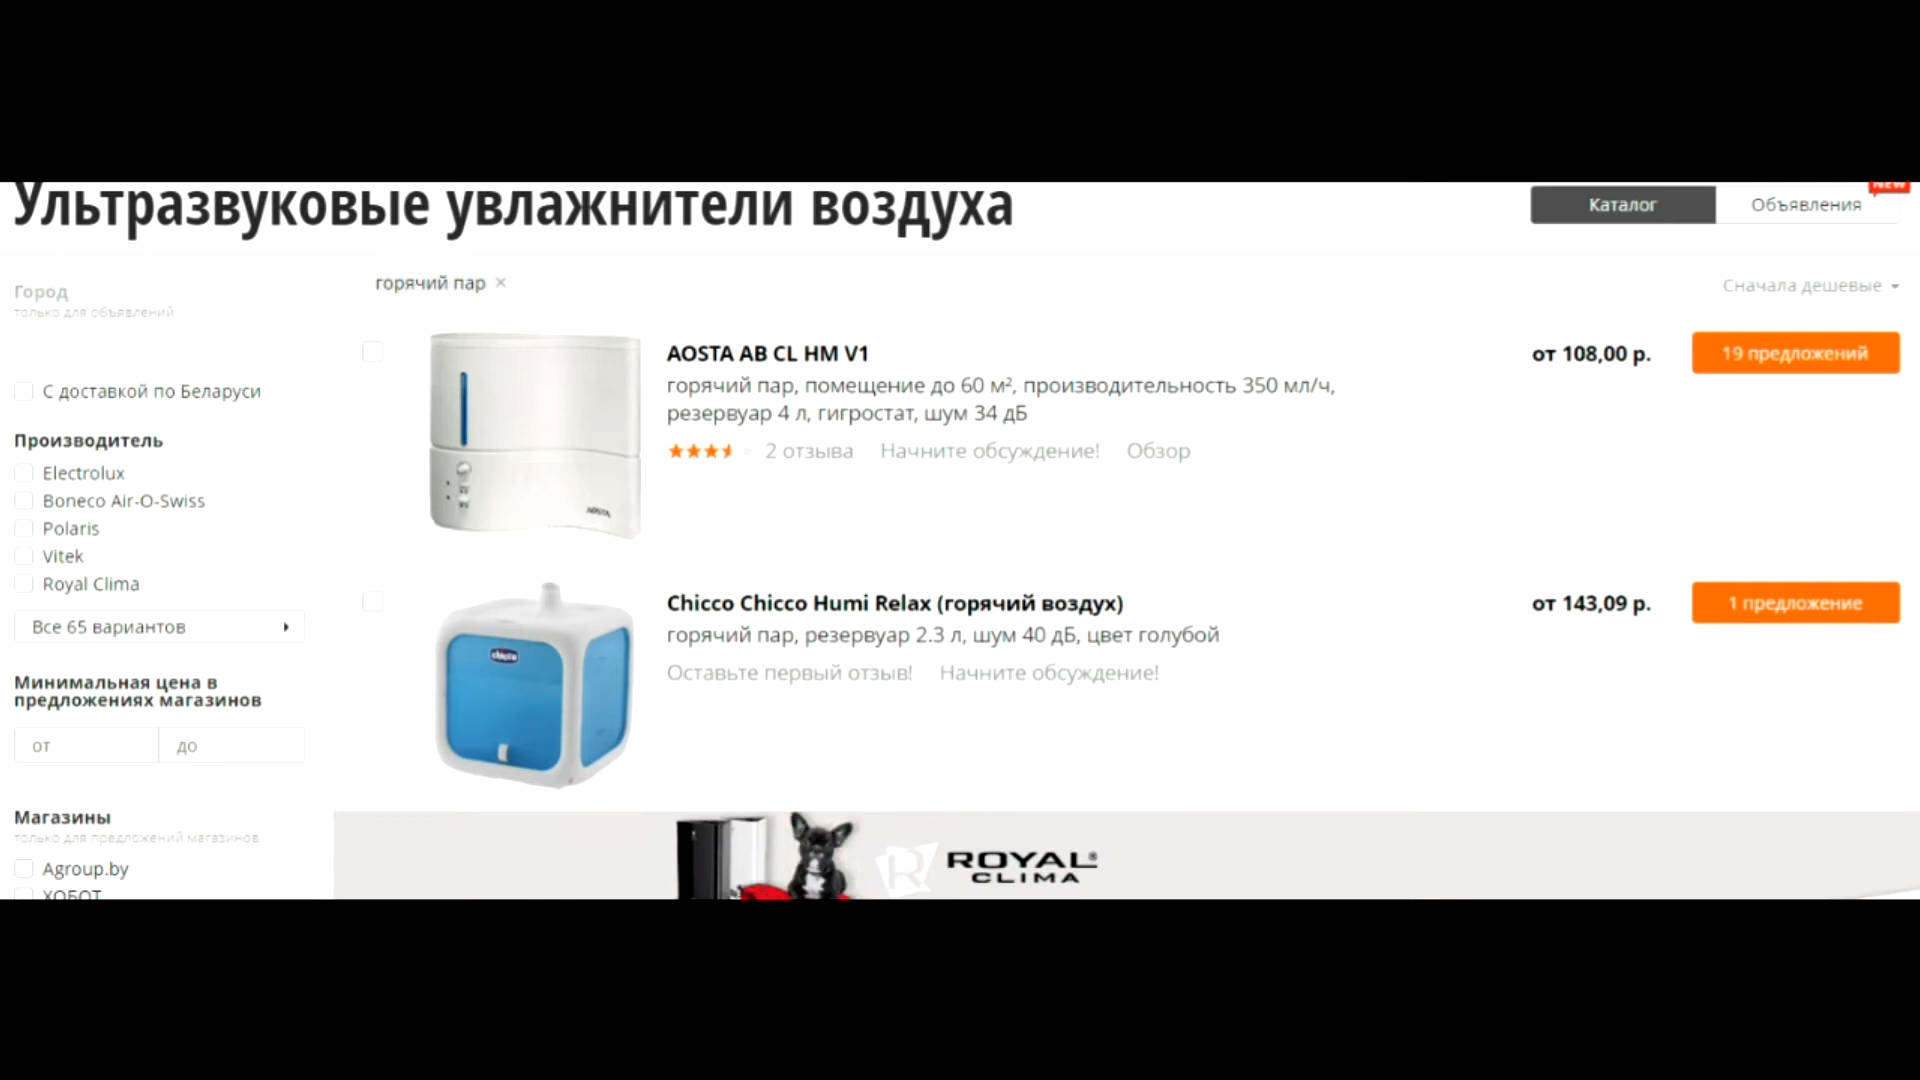 Ультразвуковые увлажнители воздуха
Каталог
Объявления
NEW
Город
только для объявлений
горячий пар ×
Сначала дешевые
С доставкой по Беларуси
Производитель
Electrolux
Boneco Air-O-Swiss
Polaris
Vitek
Royal Clima
Все 65 вариантов
Минимальная цена в
предложениях магазинов
от
до
Магазины
только для предложений магазинов
Agroup.by
ХОБОТ
AOSTA AB CL HM V1
горячий пар, помещение до 60 м², производительность 350 мл/ч,
резервуар 4 л, гигростат, шум 34 дБ
2 отзыва Начните обсуждение! Обзор
от 108,00 р.
19 предложений
AOSTA
Chicco Chicco Humi Relax (горячий воздух)
горячий пар, резервуар 2.3 л, шум 40 дБ, цвет голубой
Оставьте первый отзыв! Начните обсуждение!
от 143,09 р.
1 предложение
chicco
ROYAL®
CLIMA